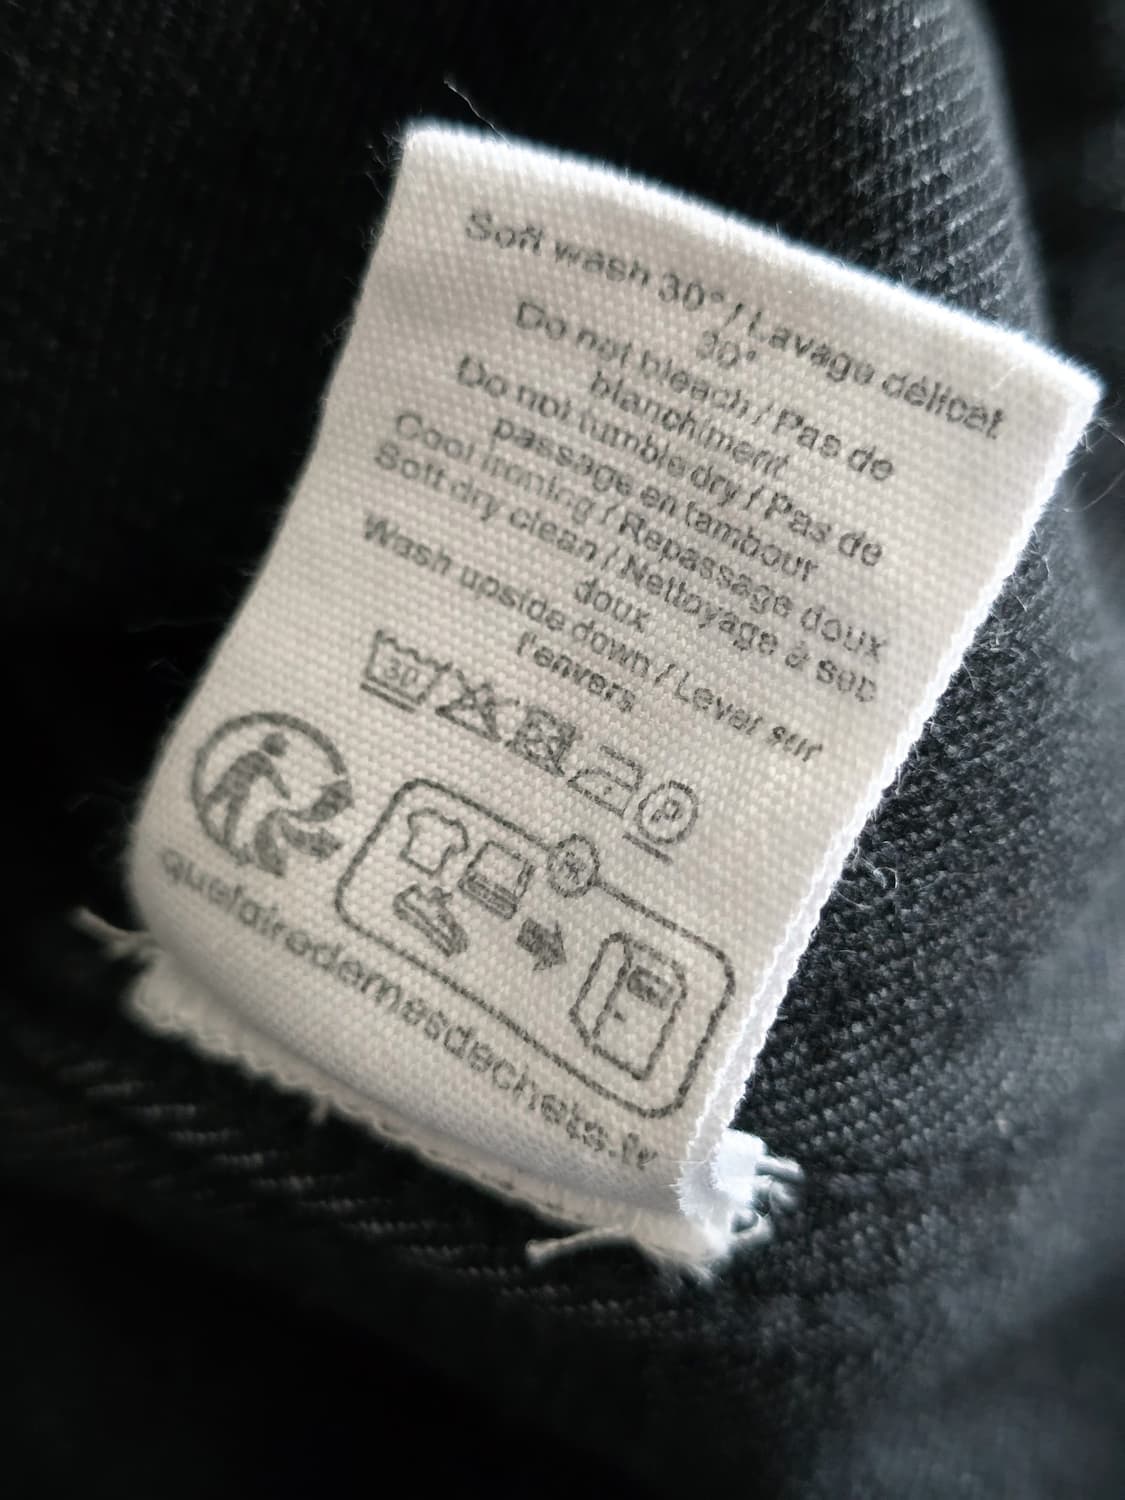 Soft wash 30° / Lavage délicat
30°
Do not bleach / Pas de
blanchiment
Do not tumble dry / Pas de
passage en tambour
Cool ironing / Repassage doux
Soft dry clean / Nettoyage à sec
doux
Wash upside down / Lever sur
l'envers
30
P
quefairedemesdechets.fr